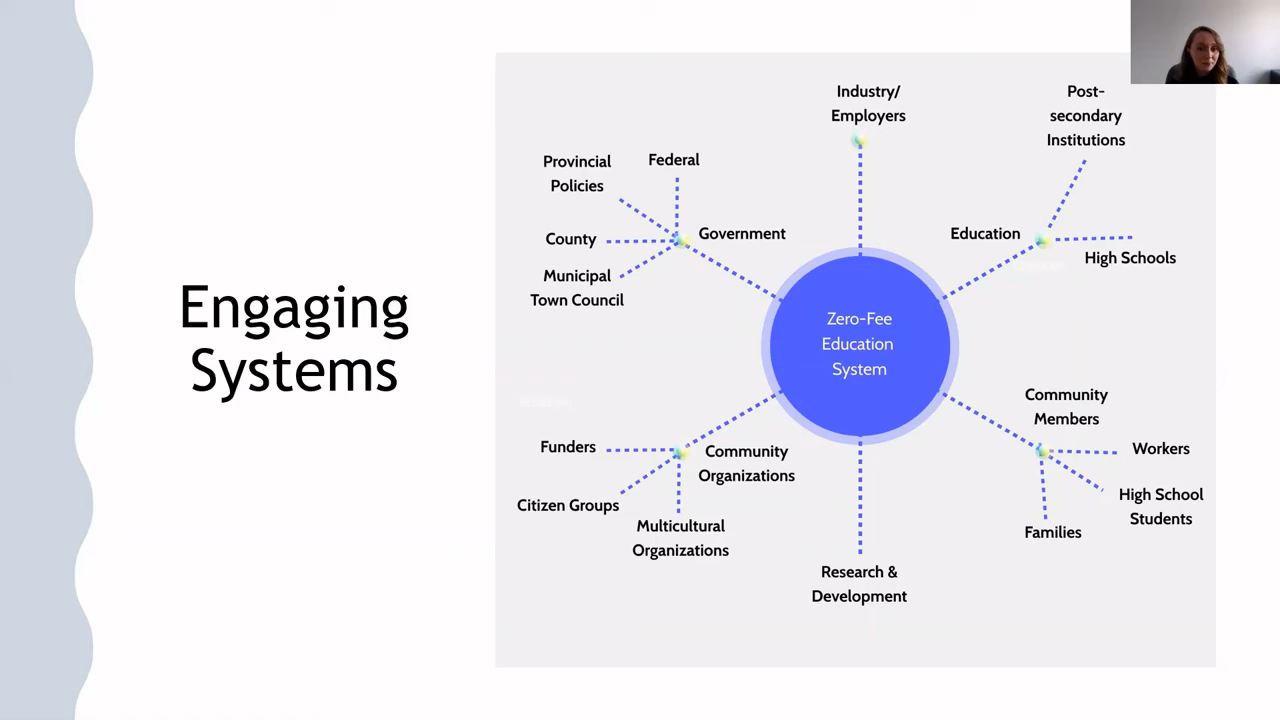 Engaging
Systems
Industry/
Employers
Post-
secondary
Institutions
Provincial
Policies
Federal
County
Government
Municipal
Town Council
Education
High Schools
Zero-Fee
Education
System
Community
Members
Workers
High School
Students
Families
Funders
Community
Organizations
Citizen Groups
Multicultural
Organizations
Research &
Development